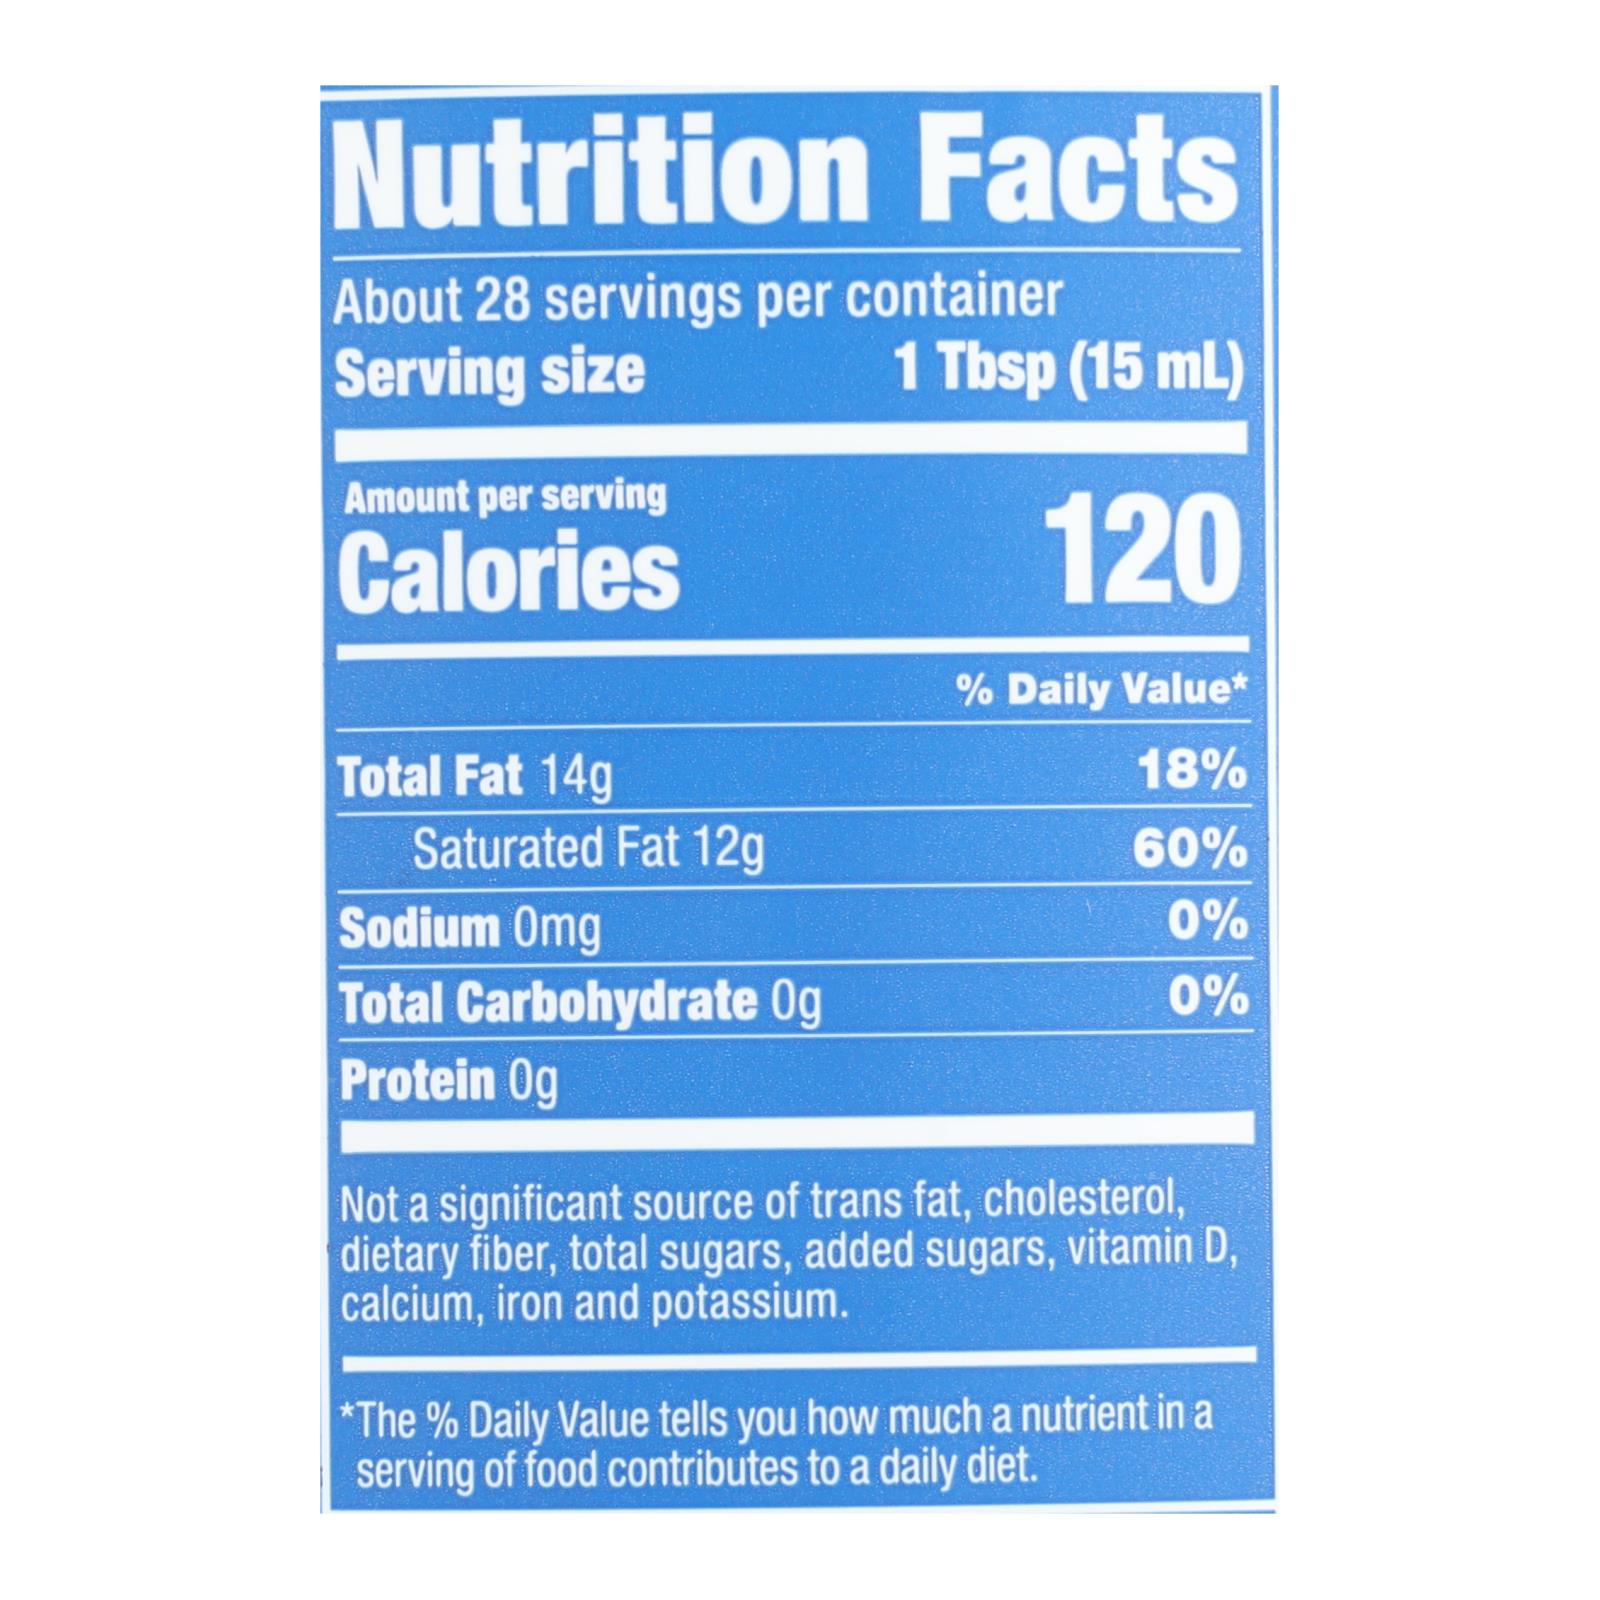 Nutrition Facts
About 28 servings per container
Serving size 1 Tbsp (15 mL)
Amount per serving
Calories 120
% Daily Value*
Total Fat 14g 18%
Saturated Fat 12g 60%
Sodium 0mg 0%
Total Carbohydrate 0g 0%
Protein 0g
Not a significant source of trans fat, cholesterol,
dietary fiber, total sugars, added sugars, vitamin D,
calcium, iron and potassium.
*The % Daily Value tells you how much a nutrient in a
serving of food contributes to a daily diet.